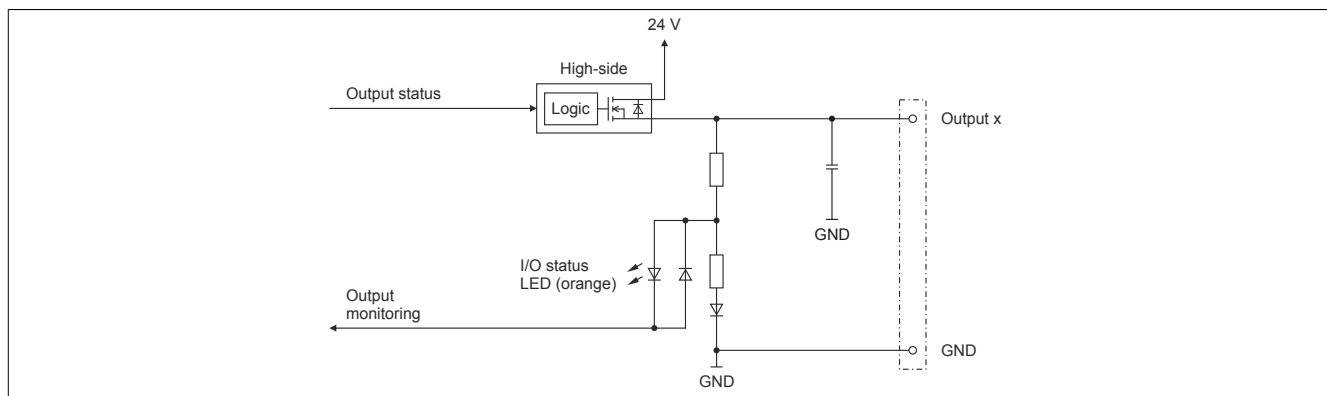 24 V
High-side
Output status
Logic
Output x
GND
I/O status
LED (orange)
Output
monitoring
GND
GND